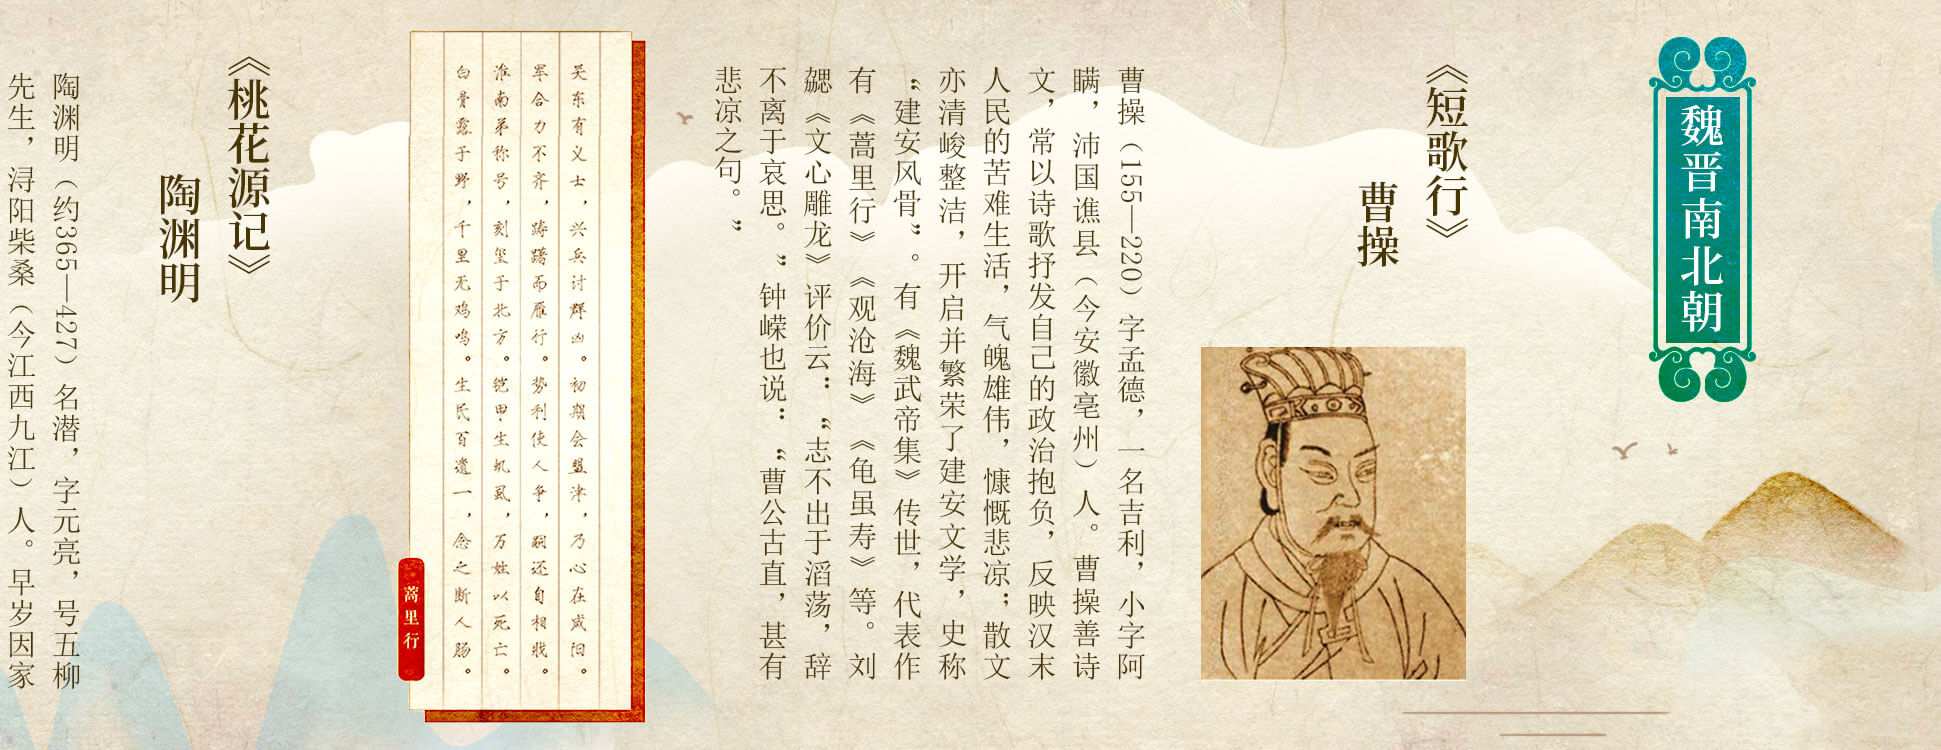 魏晋南北朝
《短歌行》
曹操
曹操（155—220）字孟德，一名吉利，小字阿
瞒，沛国谯县（今安徽亳州）人。曹操善诗
文，常以诗歌抒发自己的政治抱负，反映汉末
人民的苦难生活，气魄雄伟，慷慨悲凉；散文
亦清峻整洁，开启并繁荣了建安文学，史称
“建安风骨”。有《魏武帝集》传世，代表作
有《蒿里行》《观沧海》《龟虽寿》等。刘
勰《文心雕龙》评价云：“志不出于滔荡，辞
不离于哀思。”钟嵘也说：“曹公古直，甚有
悲凉之句。”
关东有义士，兴兵讨群凶。初期会盟津，乃心在咸阳。
军合力不齐，踌躇而雁行。势利使人争，嗣还自相戕。
淮南弟称号，刻玺于北方。铠甲生虮虱，万姓以死亡。
白骨露于野，千里无鸡鸣。生民百遗一，念之断人肠。
蒿里行
《桃花源记》
陶渊明
陶渊明（约365—427）名潜，字元亮，号五柳
先生，浔阳柴桑（今江西九江）人。早岁因家